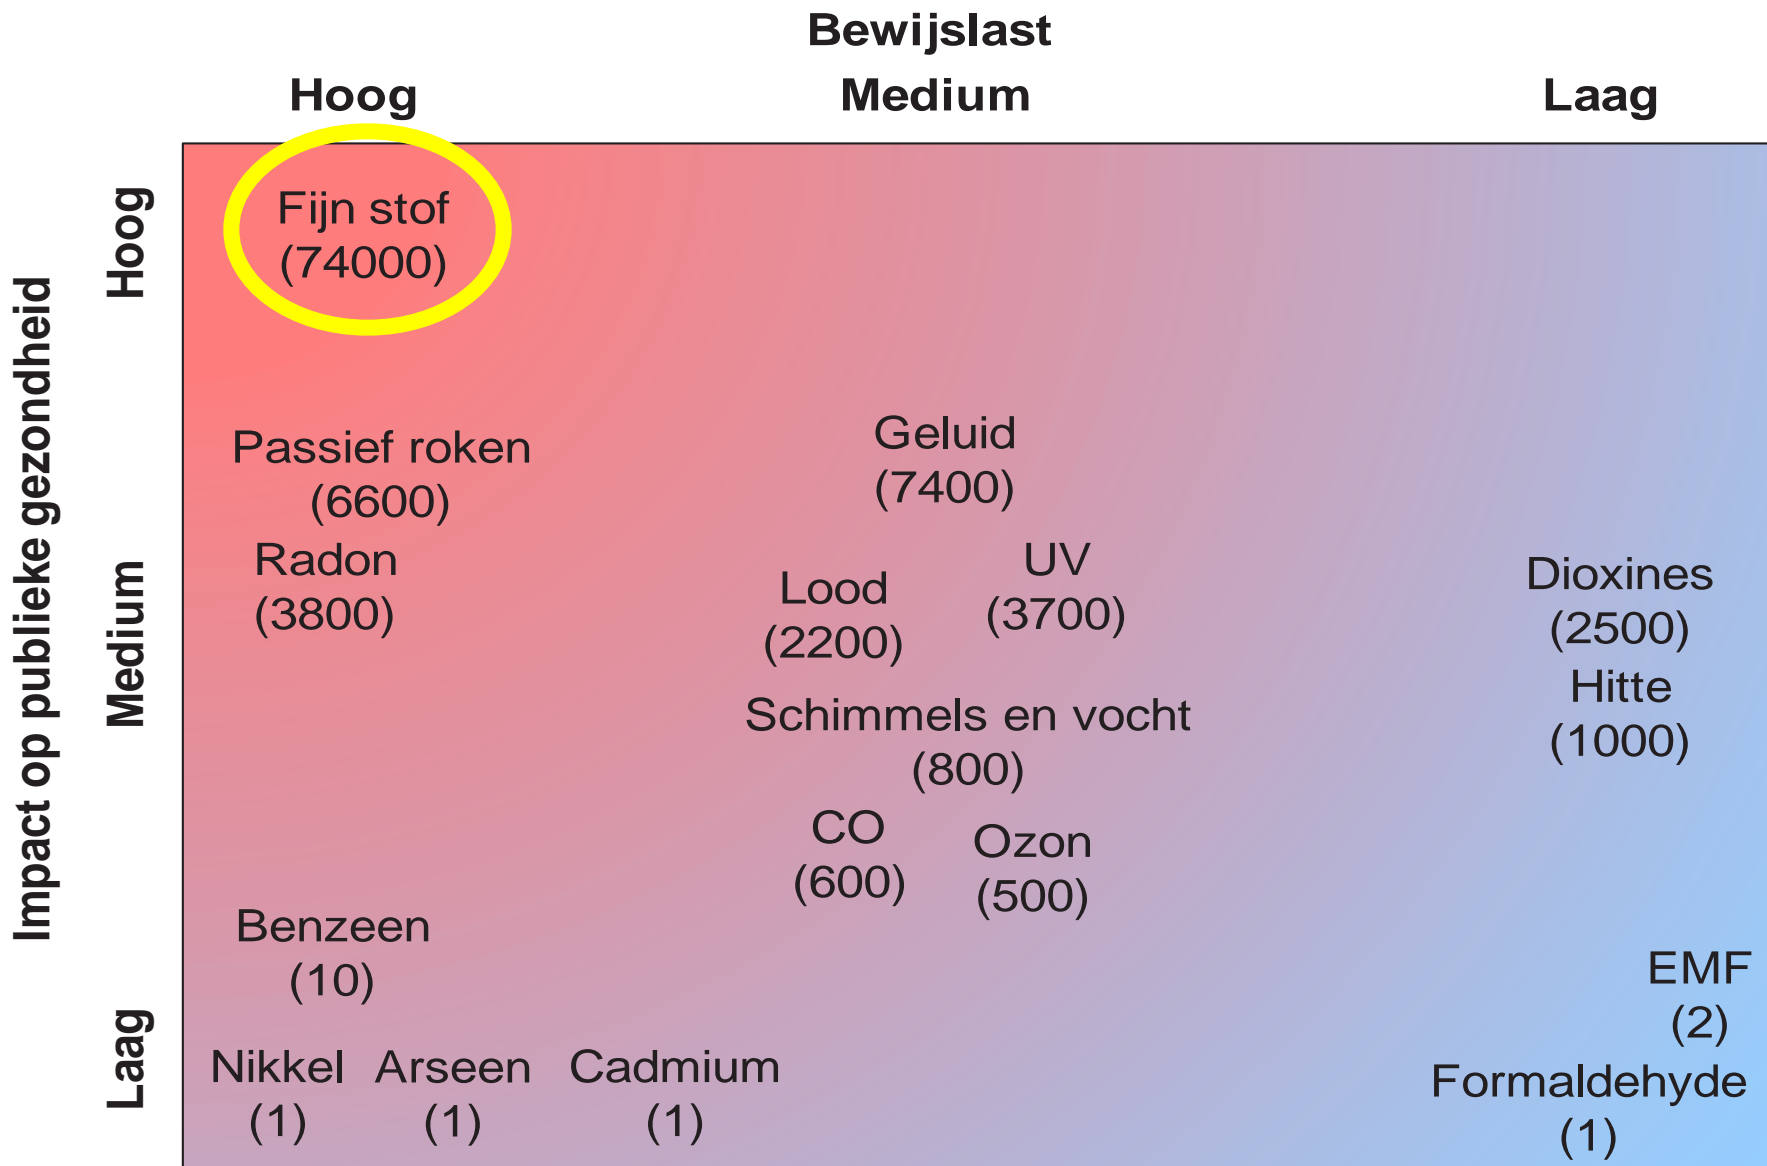 Bewijslast
Hoog Medium Laag
Impact op publieke gezondheid
Hoog
Medium
Laag
Fijn stof
(74000)
Passief roken
(6600)
Geluid
(7400)
Radon
(3800)
Lood
(2200)
UV
(3700)
Dioxines
(2500)
Hitte
(1000)
Schimmels en vocht
(800)
CO
(600)
Ozon
(500)
Benzeen
(10)
EMF
(2)
Nikkel
(1)
Arseen
(1)
Cadmium
(1)
Formaldehyde
(1)